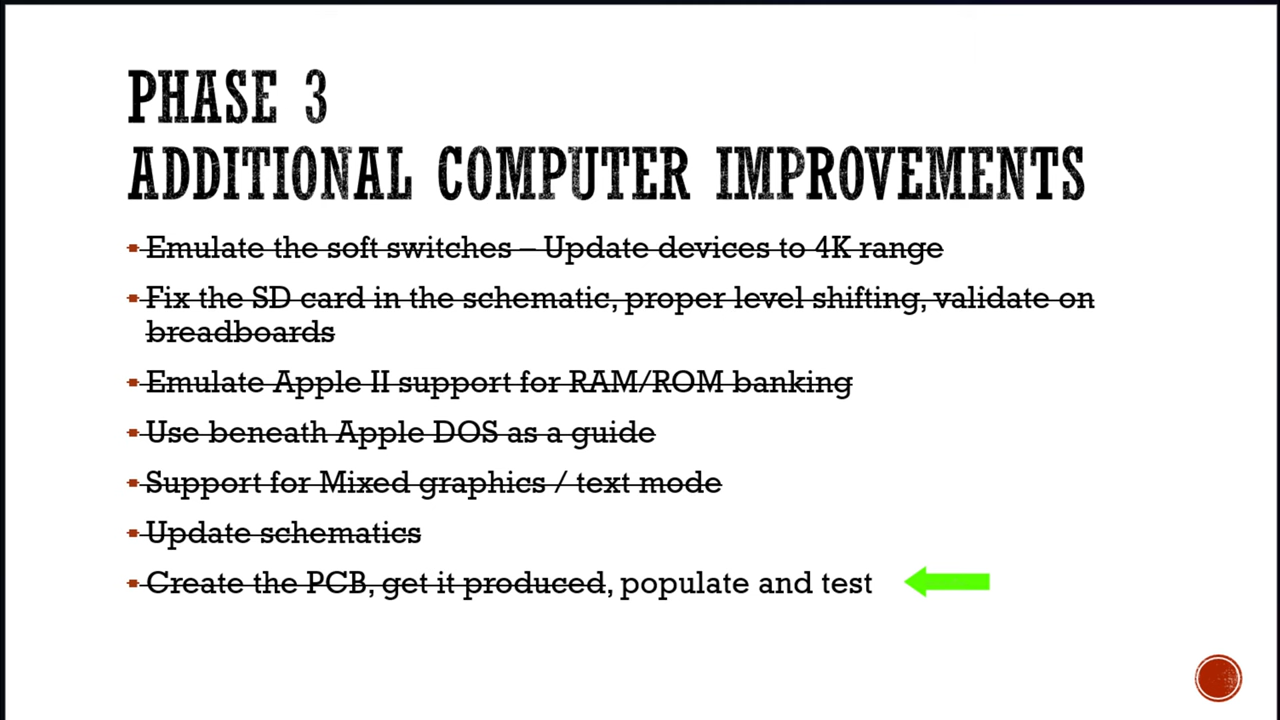 PHASE 3
ADDITIONAL COMPUTER IMPROVEMENTS
Emulate the soft switches – Update devices to 4K range
Fix the SD card in the schematic, proper level shifting, validate on
breadboards
Emulate Apple II support for RAM/ROM banking
Use beneath Apple DOS as a guide
Support for Mixed graphics / text mode
Update schematics
Create the PCB, get it produced, populate and test